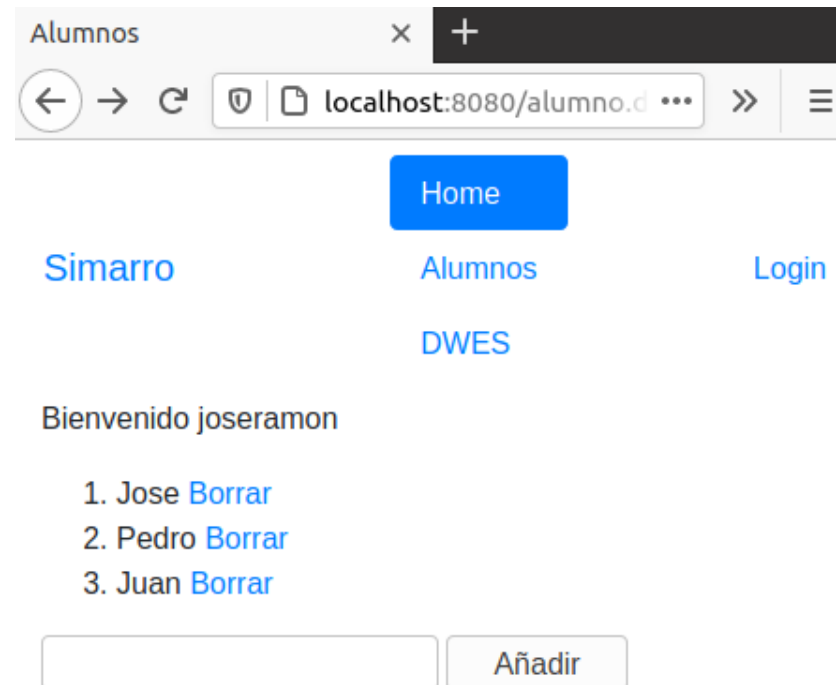 Alumnos
localhost:8080/alumno.d
Home
Simarro Alumnos Login
DWES
Bienvenido joseramon
1. Jose Borrar
2. Pedro Borrar
3. Juan Borrar
Añadir